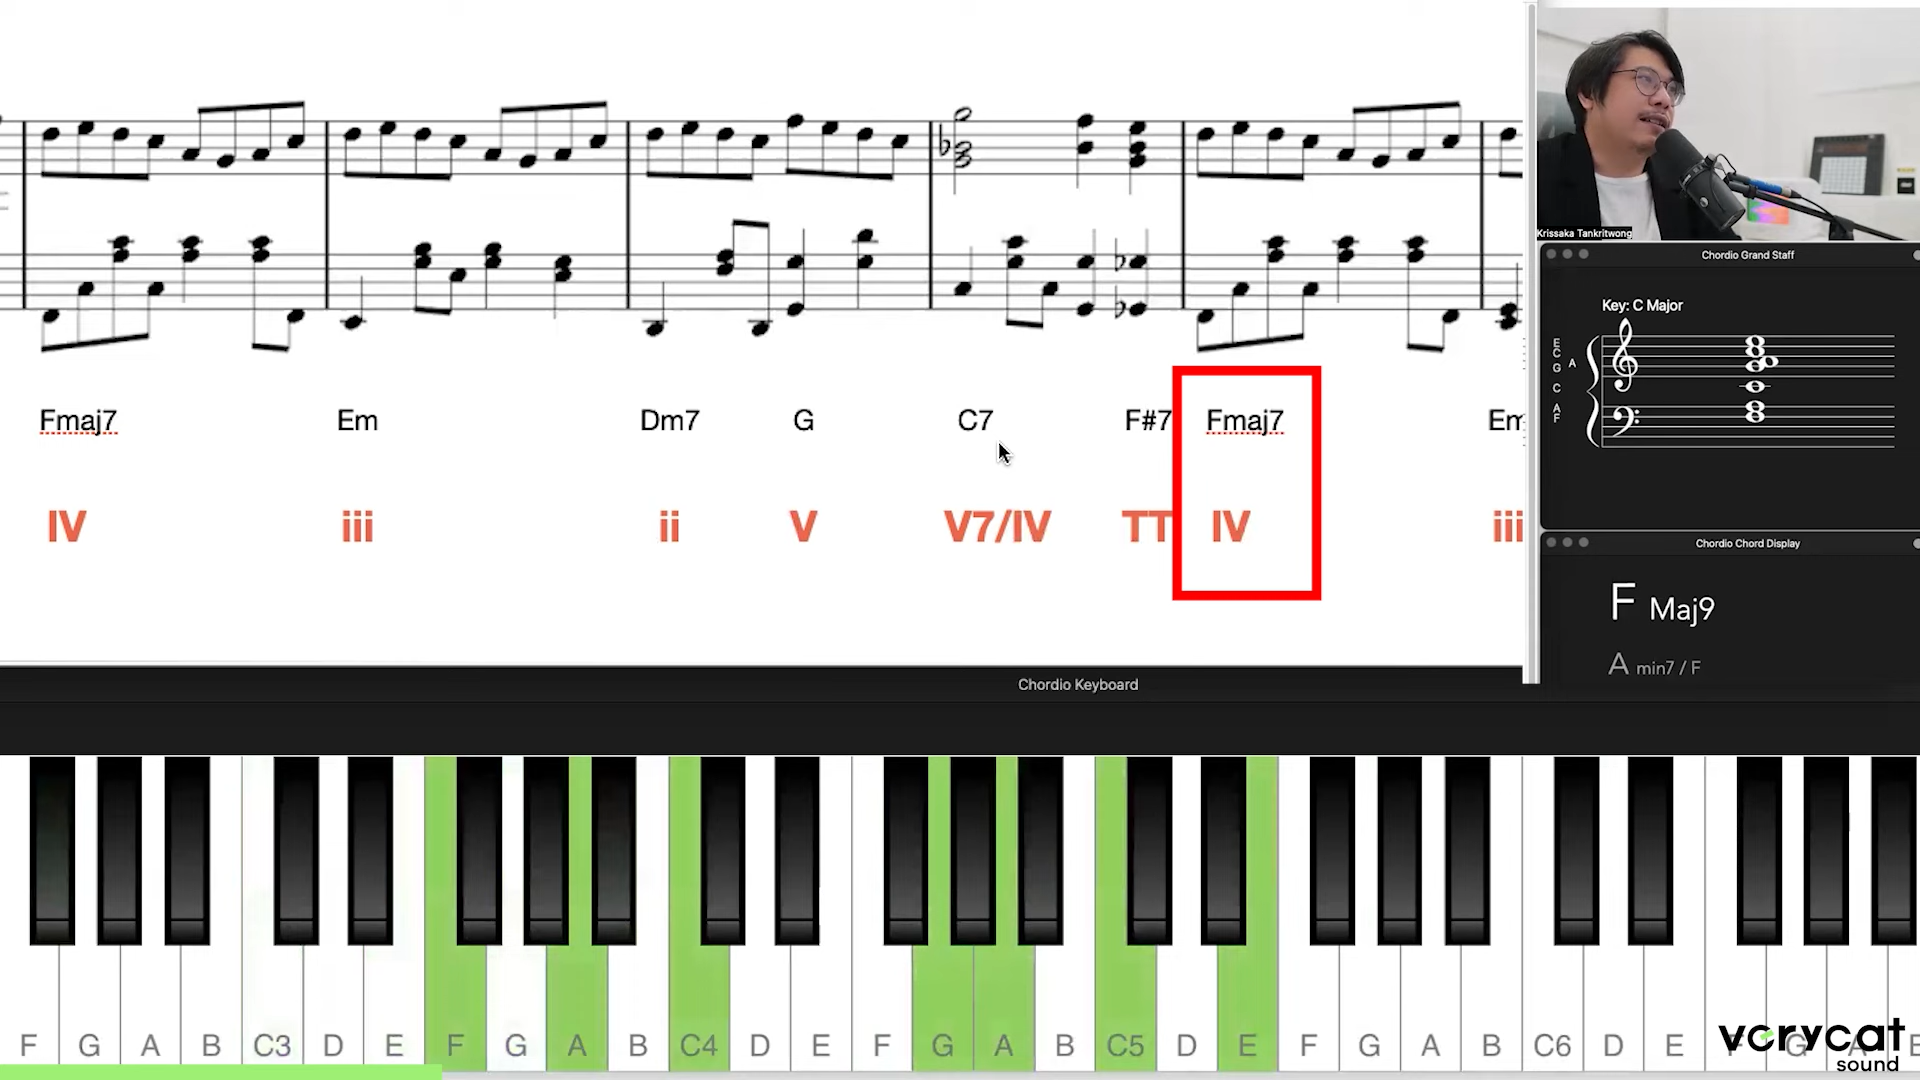 Krissaka Tankritwong
Chordio Grand Staff
Key: C Major
E
C
G A
C
A
F
Fmaj7 Em Dm7 G C7 F#7 Fmaj7 Em
IV iii ii V V7/IV TT IV iii
Chordio Chord Display
F Maj9
A min7 / F
Chordio Keyboard
F G A B C3 D E F G A B C4 D E F G A B C5 D E F G A B C6 D E F G A
verycat
sound